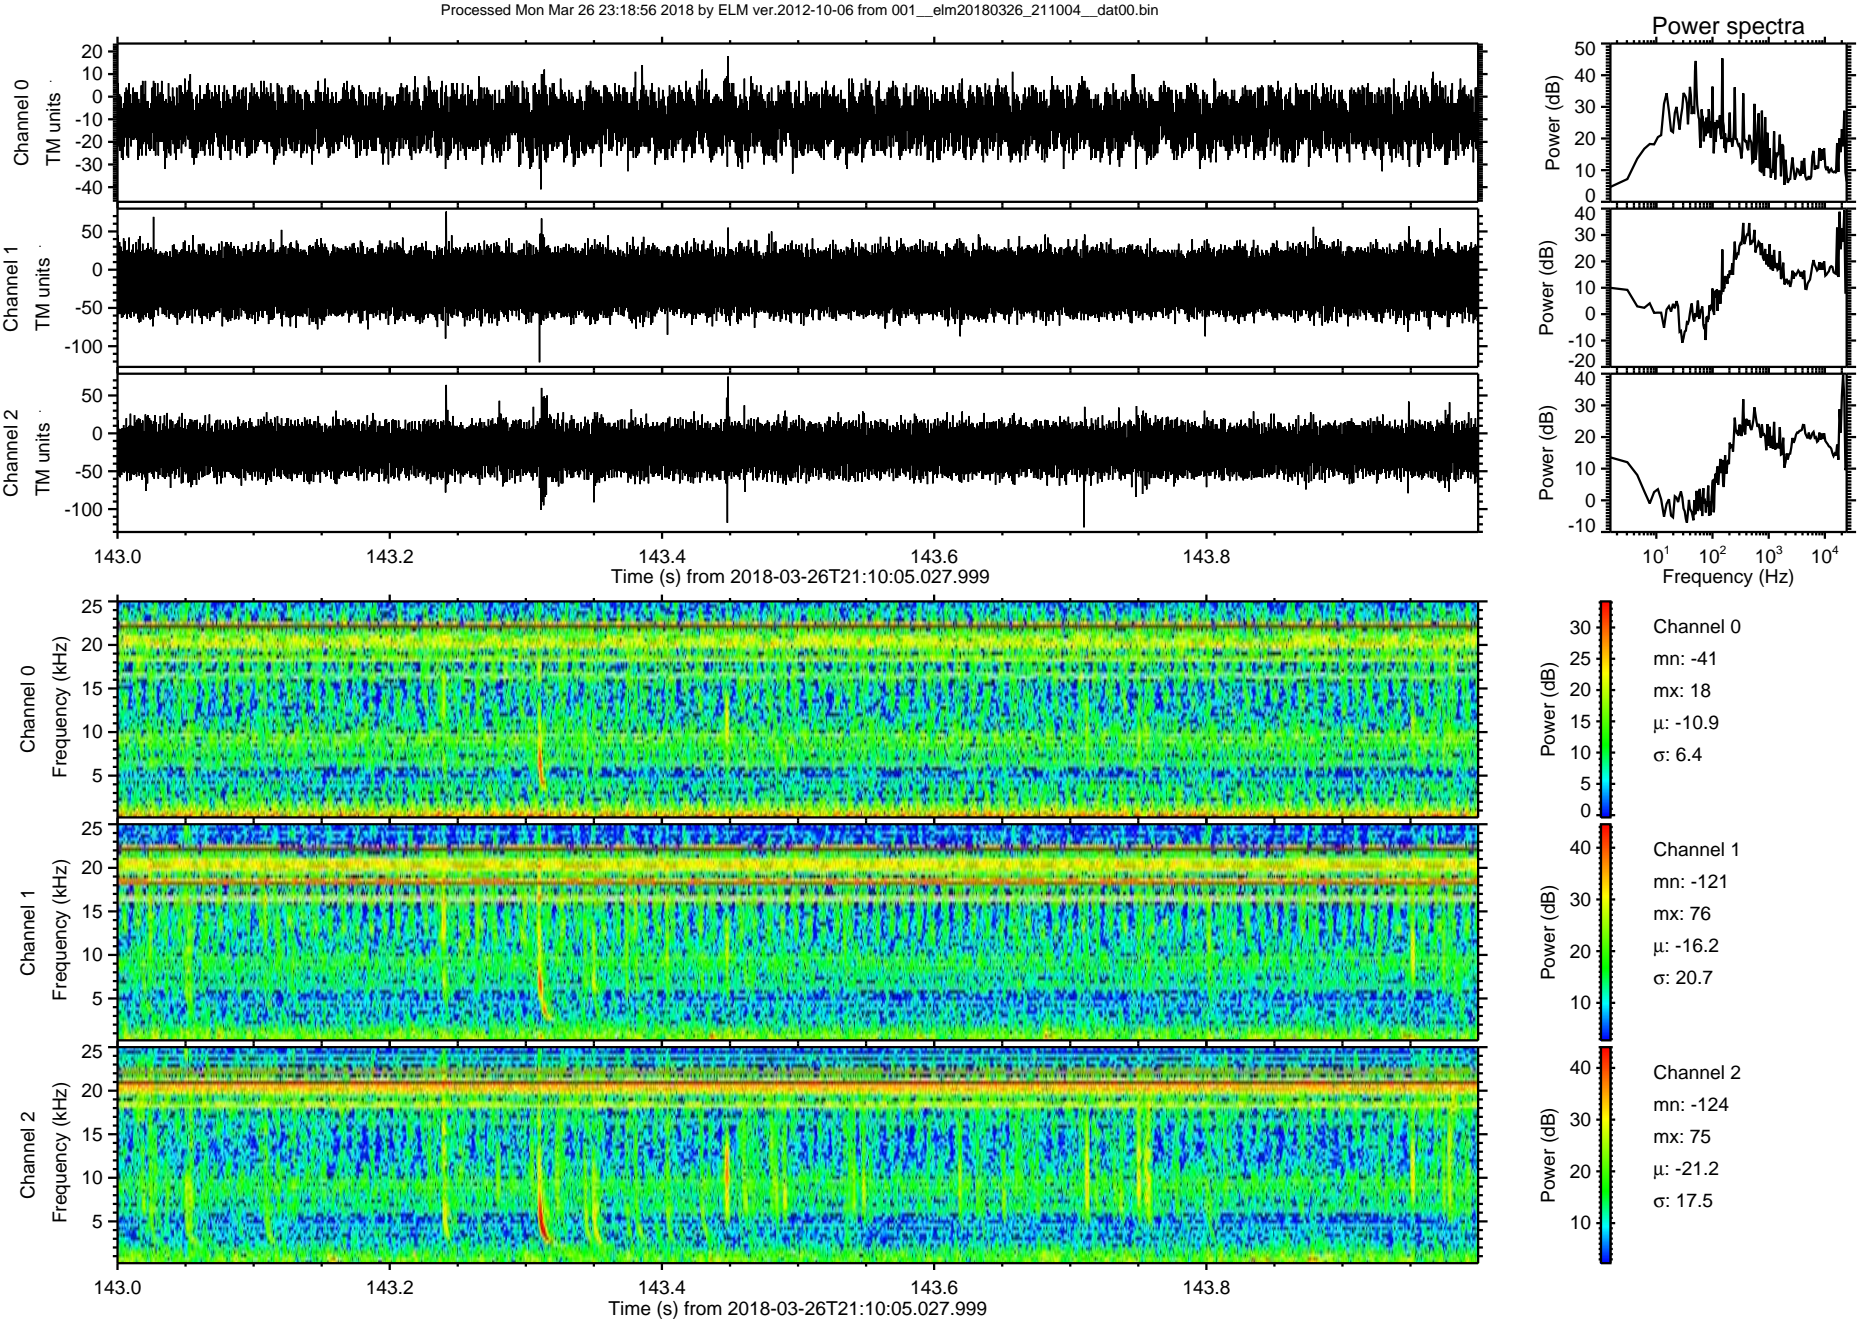 Processed Mon Mar 26 23:18:56 2018 by ELM ver.2012-10-06 from 001__elm20180326_211004__dat00.bin
Power spectra
Channel 0
TM units
20
10
0
-10
-20
-30
-40
Power (dB)
50
40
30
20
10
0
Channel 1
TM units
50
0
-50
-100
Power (dB)
40
30
20
10
0
-10
-20
Channel 2
TM units
50
0
-50
-100
Power (dB)
40
30
20
10
0
-10
143.0 143.2 143.4 143.6 143.8
Time (s) from 2018-03-26T21:10:05.027.999
10¹ 10² 10³ 10⁴
Frequency (Hz)
Channel 0
Frequency (kHz)
25
20
15
10
5
Power (dB)
30
25
20
15
10
5
0
Channel 0
mn: -41
mx: 18
μ: -10.9
σ: 6.4
Channel 1
Frequency (kHz)
25
20
15
10
5
Power (dB)
40
30
20
10
Channel 1
mn: -121
mx: 76
μ: -16.2
σ: 20.7
Channel 2
Frequency (kHz)
25
20
15
10
5
Power (dB)
40
30
20
10
Channel 2
mn: -124
mx: 75
μ: -21.2
σ: 17.5
143.0 143.2 143.4 143.6 143.8
Time (s) from 2018-03-26T21:10:05.027.999